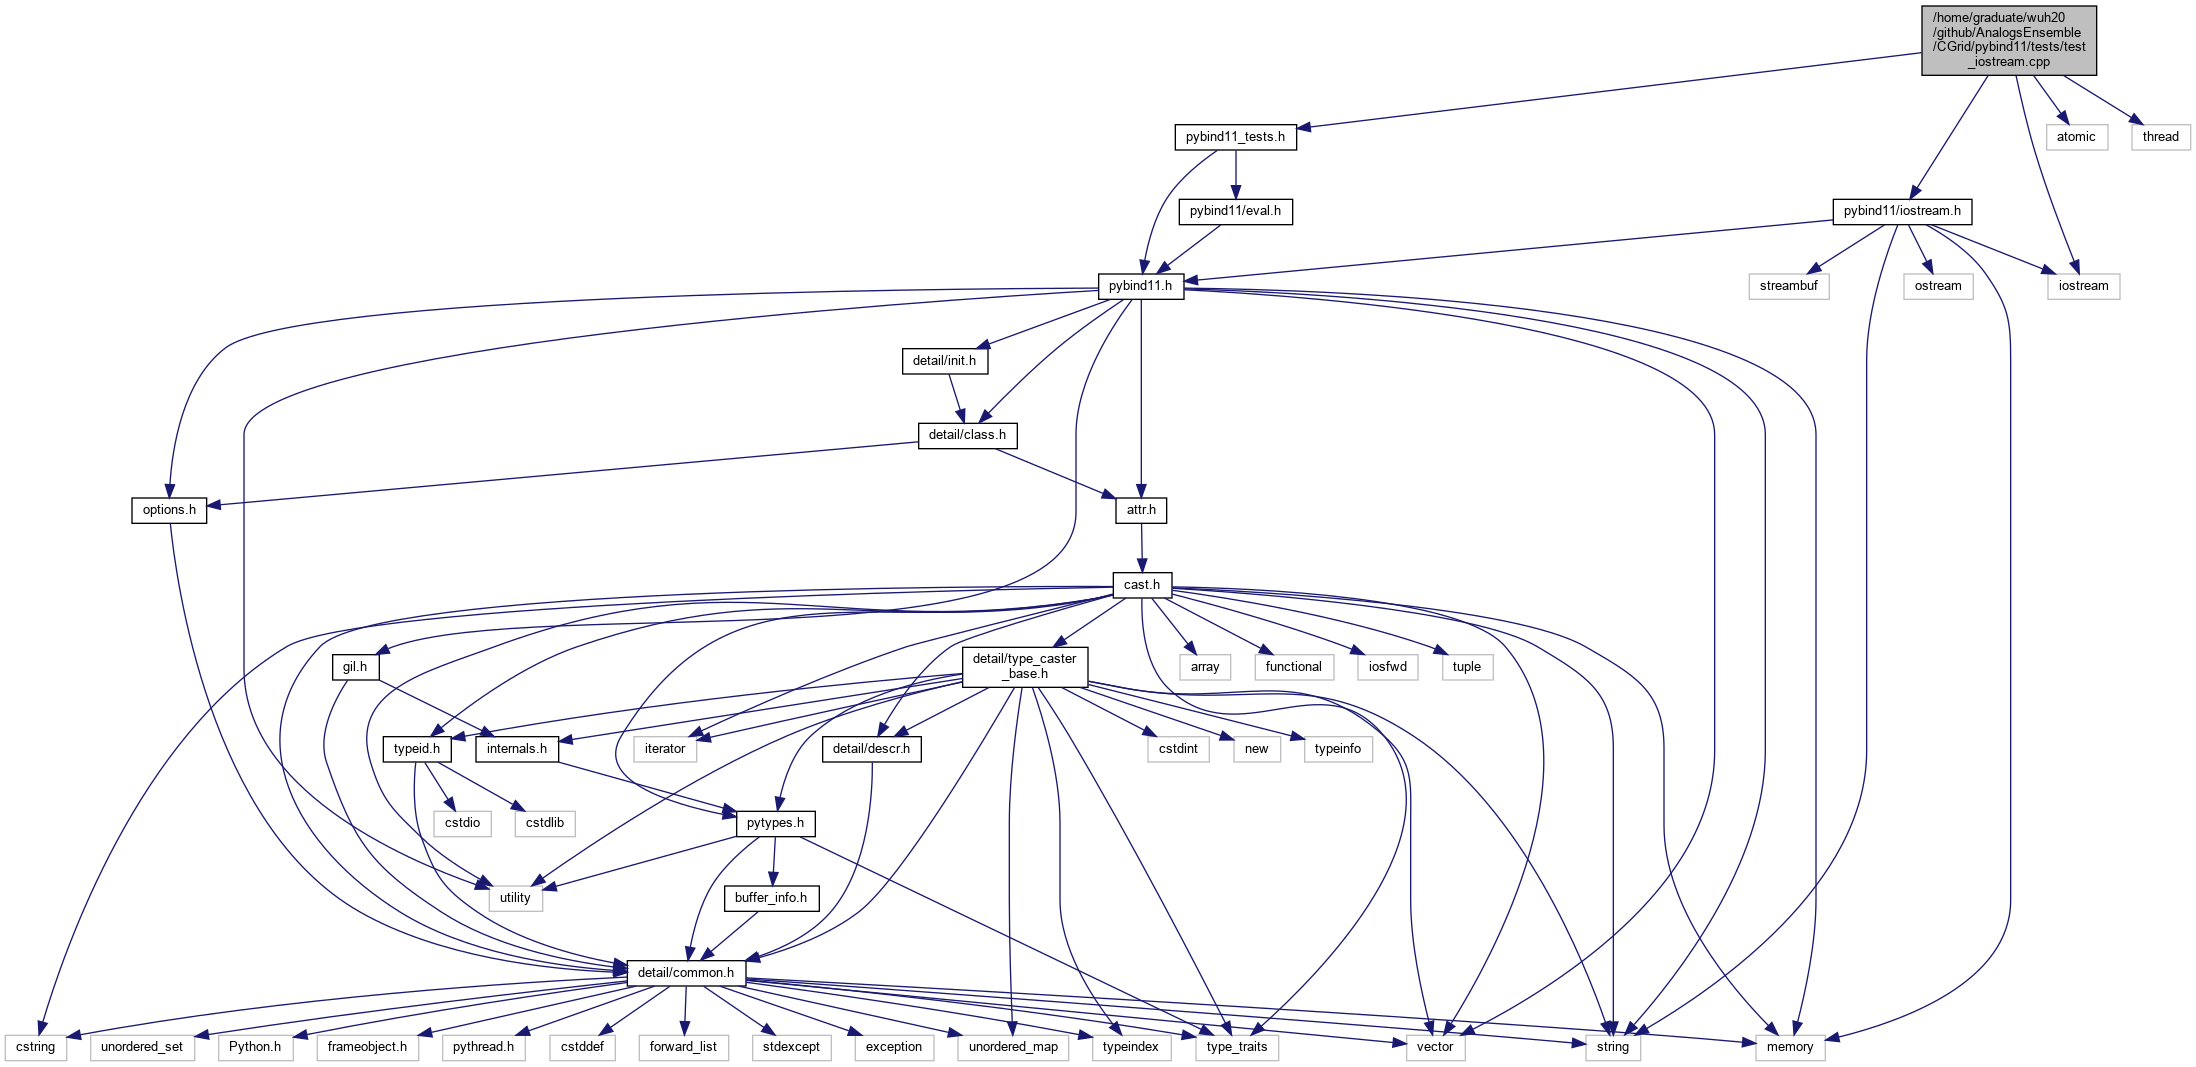 /home/graduate/wuh20
/github/AnalogsEnsemble
/CGrid/pybind11/tests/test
_iostream.cpp
pybind11_tests.h
atomic
thread
pybind11/eval.h
pybind11/iostream.h
pybind11.h
streambuf
ostream
iostream
detail/init.h
detail/class.h
options.h
attr.h
cast.h
gil.h
detail/type_caster
_base.h
array
functional
iosfwd
tuple
typeid.h
internals.h
iterator
detail/descr.h
cstdint
new
typeinfo
cstdio
cstdlib
pytypes.h
utility
buffer_info.h
detail/common.h
cstring
unordered_set
Python.h
frameobject.h
pythread.h
cstddef
forward_list
stdexcept
exception
unordered_map
typeindex
type_traits
vector
string
memory